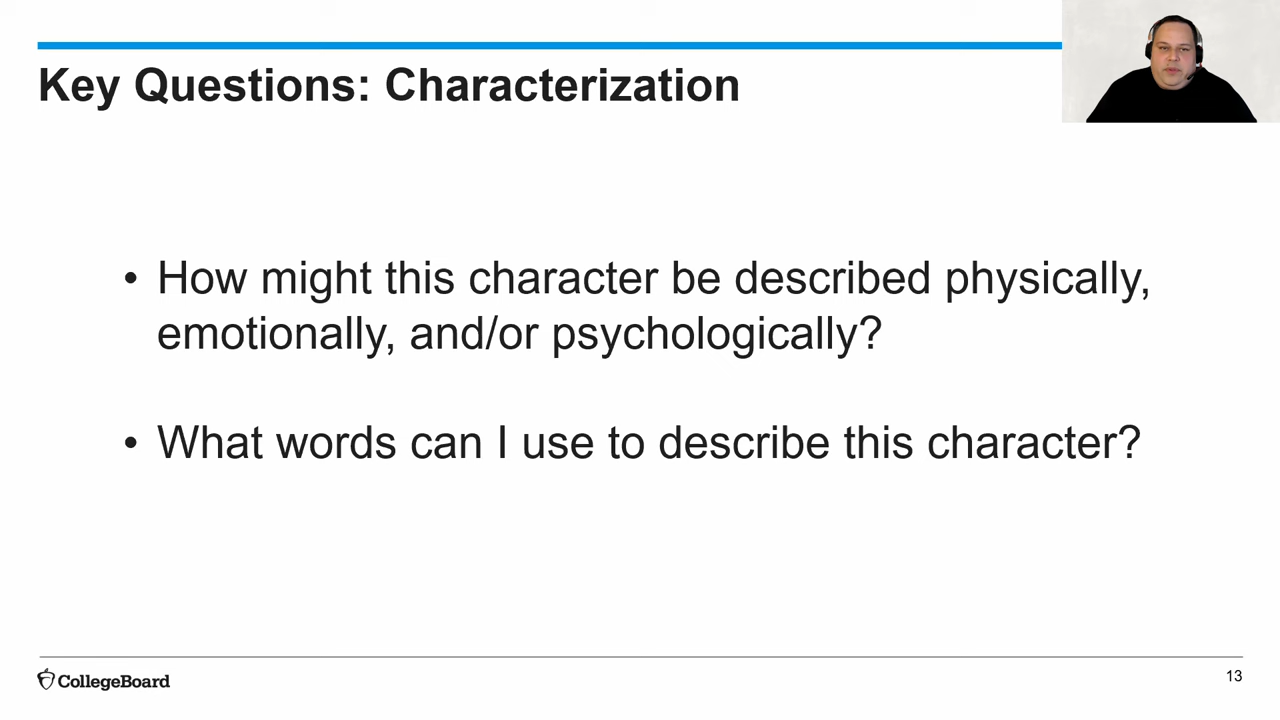 Key Questions: Characterization
• How might this character be described physically,
emotionally, and/or psychologically?
• What words can I use to describe this character?
CollegeBoard
13